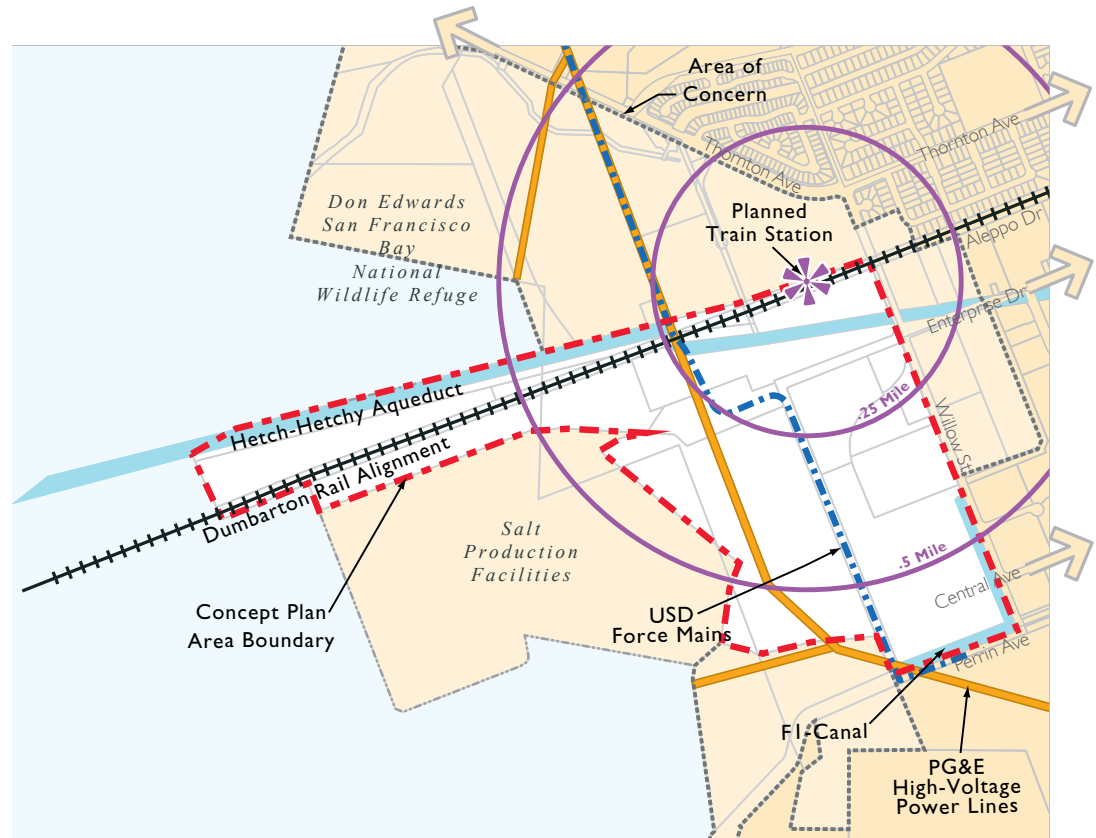 Area of
Concern
Thornton Ave
Thornton Ave
Don Edwards
San Francisco
Bay
National
Wildlife Refuge
Planned
Train Station
Aleppo Dr
Enterprise Dr
Hetch-Hetchy Aqueduct
.25 Mile
Willow St
Dumbarton Rail Alignment
Salt
Production
Facilities
.5 Mile
Central Ave
Concept Plan
Area Boundary
USD
Force Mains
Perrin Ave
F1-Canal
PG&E
High-Voltage
Power Lines